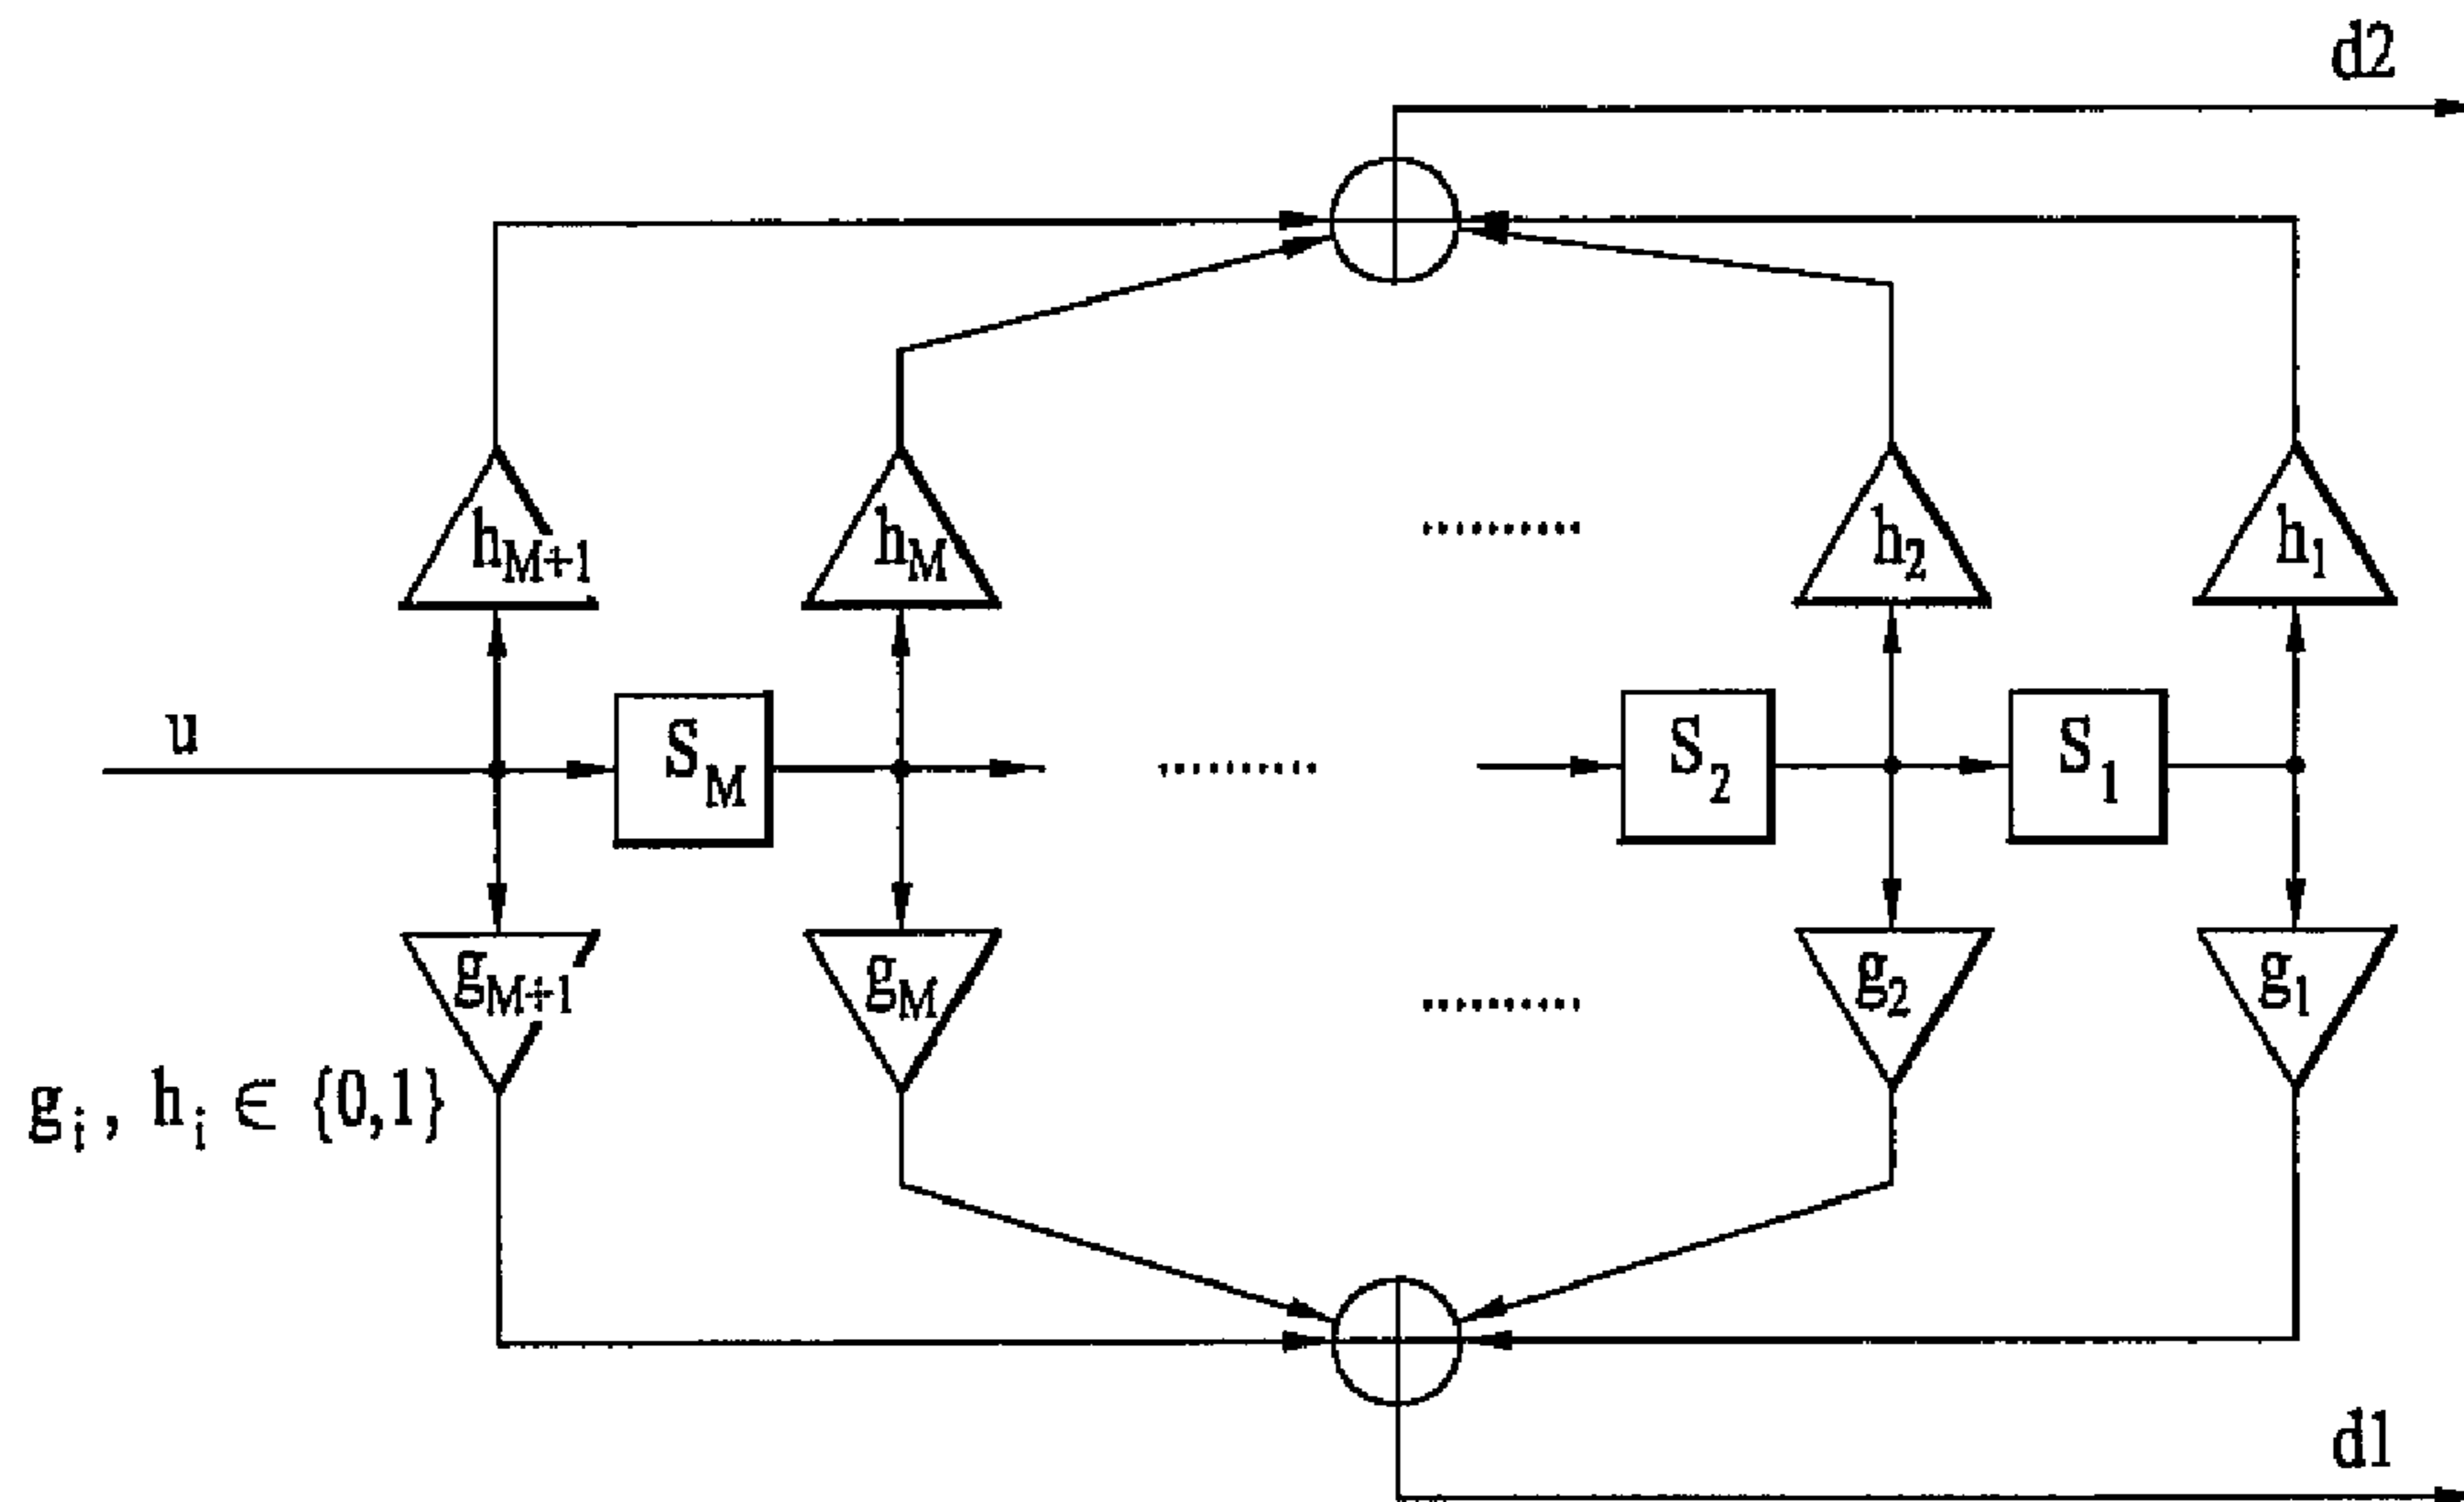 d2
h_{M+1}
h_M
..........
h_2
h_1
u
S_M
..........
S_2
S_1
g_{M+1}
g_M
..........
g_2
g_1
g_i, h_i ∈ {0,1}
d1